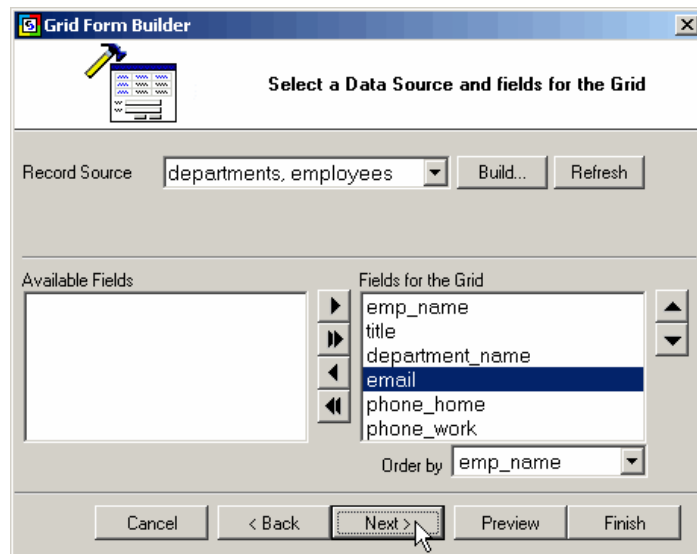 Grid Form Builder
Select a Data Source and fields for the Grid
Record Source departments, employees Build... Refresh
Available Fields Fields for the Grid
emp_name
title
department_name
email
phone_home
phone_work
Order by emp_name
Cancel < Back Next > Preview Finish